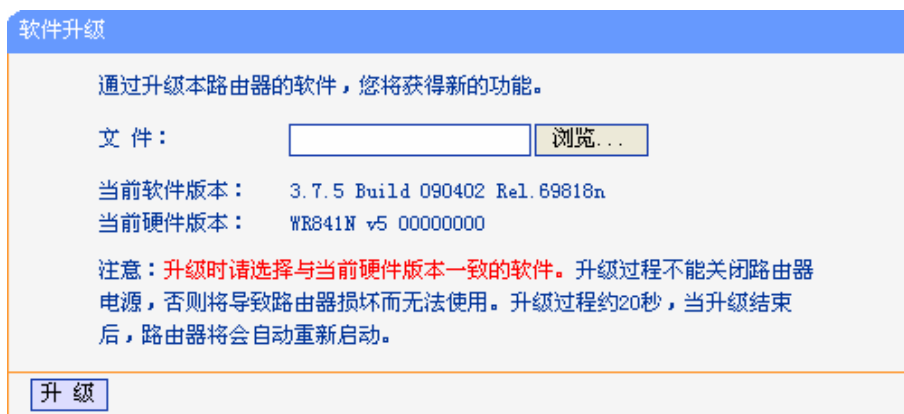 软件升级
通过升级本路由器的软件，您将获得新的功能。
文 件：
浏览...
当前软件版本： 3.7.5 Build 090402 Rel.69818n
当前硬件版本： WR841N v5 00000000
注意：升级时请选择与当前硬件版本一致的软件。升级过程不能关闭路由器
电源，否则将导致路由器损坏而无法使用。升级过程约20秒，当升级结束
后，路由器将会自动重新启动。
升 级